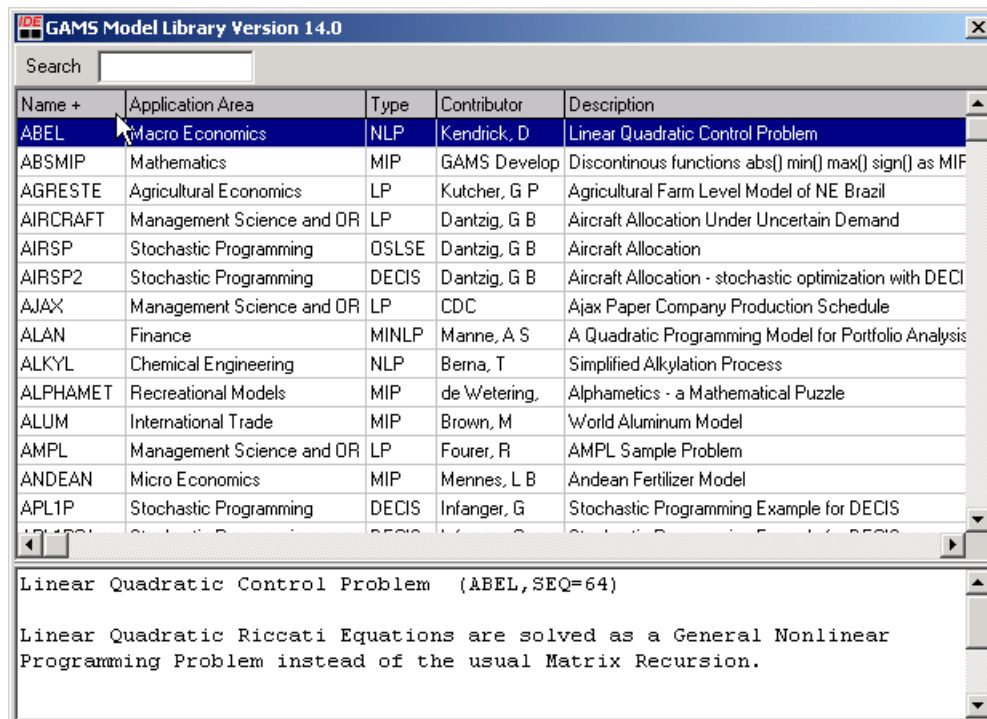 IDE GAMS Model Library Version 14.0
Search
Name + Application Area Type Contributor Description
ABEL Macro Economics NLP Kendrick, D Linear Quadratic Control Problem
ABSMIP Mathematics MIP GAMS Develop Discontinous functions abs() min() max() sign() as MIF
AGRESTE Agricultural Economics LP Kutcher, G P Agricultural Farm Level Model of NE Brazil
AIRCRAFT Management Science and OR LP Dantzig, G B Aircraft Allocation Under Uncertain Demand
AIRSP Stochastic Programming OSLSE Dantzig, G B Aircraft Allocation
AIRSP2 Stochastic Programming DECIS Dantzig, G B Aircraft Allocation - stochastic optimization with DECI
AJAX Management Science and OR LP CDC Ajax Paper Company Production Schedule
ALAN Finance MINLP Manne, A S A Quadratic Programming Model for Portfolio Analysis
ALKYL Chemical Engineering NLP Berna, T Simplified Alkylation Process
ALPHAMET Recreational Models MIP de Wetering, Alphametics - a Mathematical Puzzle
ALUM International Trade MIP Brown, M World Aluminum Model
AMPL Management Science and OR LP Fourer, R AMPL Sample Problem
ANDEAN Micro Economics MIP Mennes, L B Andean Fertilizer Model
APL1P Stochastic Programming DECIS Infanger, G Stochastic Programming Example for DECIS
Linear Quadratic Control Problem (ABEL,SEQ=64)
Linear Quadratic Riccati Equations are solved as a General Nonlinear
Programming Problem instead of the usual Matrix Recursion.